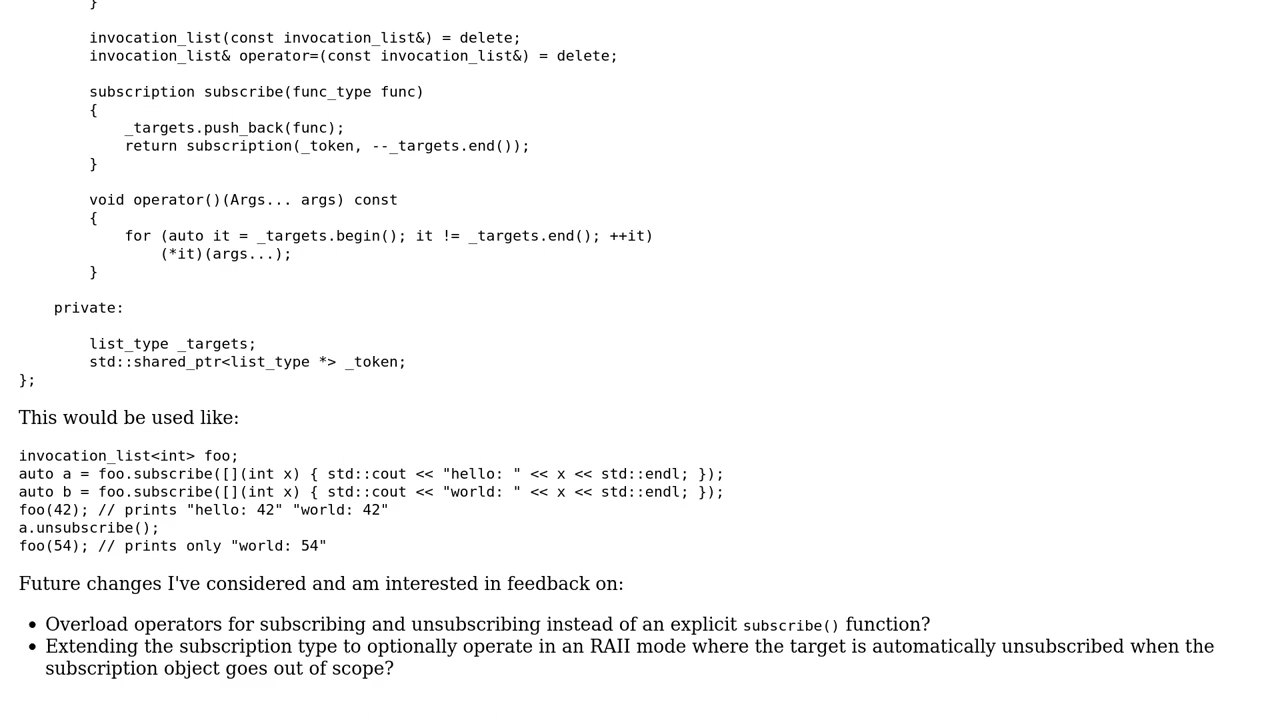 }

        invocation_list(const invocation_list&) = delete;
        invocation_list& operator=(const invocation_list&) = delete;

        subscription subscribe(func_type func)
        {
            _targets.push_back(func);
            return subscription(_token, --_targets.end());
        }

        void operator()(Args... args) const
        {
            for (auto it = _targets.begin(); it != _targets.end(); ++it)
                (*it)(args...);
        }

    private:

        list_type _targets;
        std::shared_ptr<list_type *> _token;
};
This would be used like:
invocation_list<int> foo;
auto a = foo.subscribe([](int x) { std::cout << "hello: " << x << std::endl; });
auto b = foo.subscribe([](int x) { std::cout << "world: " << x << std::endl; });
foo(42); // prints "hello: 42" "world: 42"
a.unsubscribe();
foo(54); // prints only "world: 54"
Future changes I've considered and am interested in feedback on:
• Overload operators for subscribing and unsubscribing instead of an explicit subscribe() function?
• Extending the subscription type to optionally operate in an RAII mode where the target is automatically unsubscribed when the
subscription object goes out of scope?